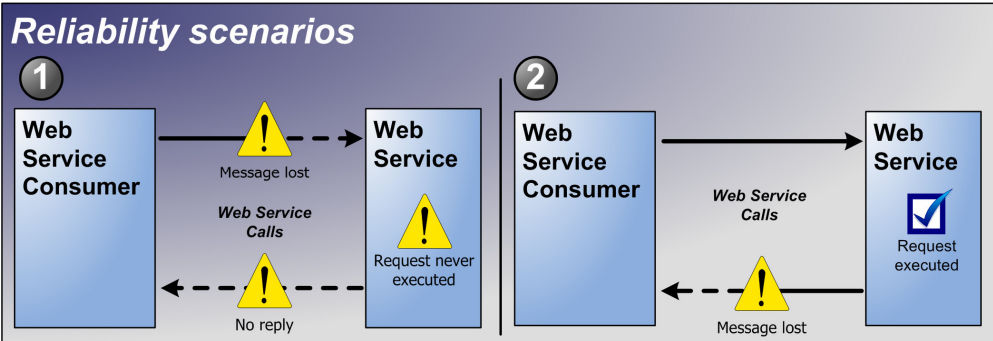 Reliability scenarios
1
Web
Service
Consumer
Message lost
Web Service
Calls
No reply
Web
Service
Request never
executed
2
Web
Service
Consumer
Web Service
Calls
Message lost
Web
Service
Request
executed